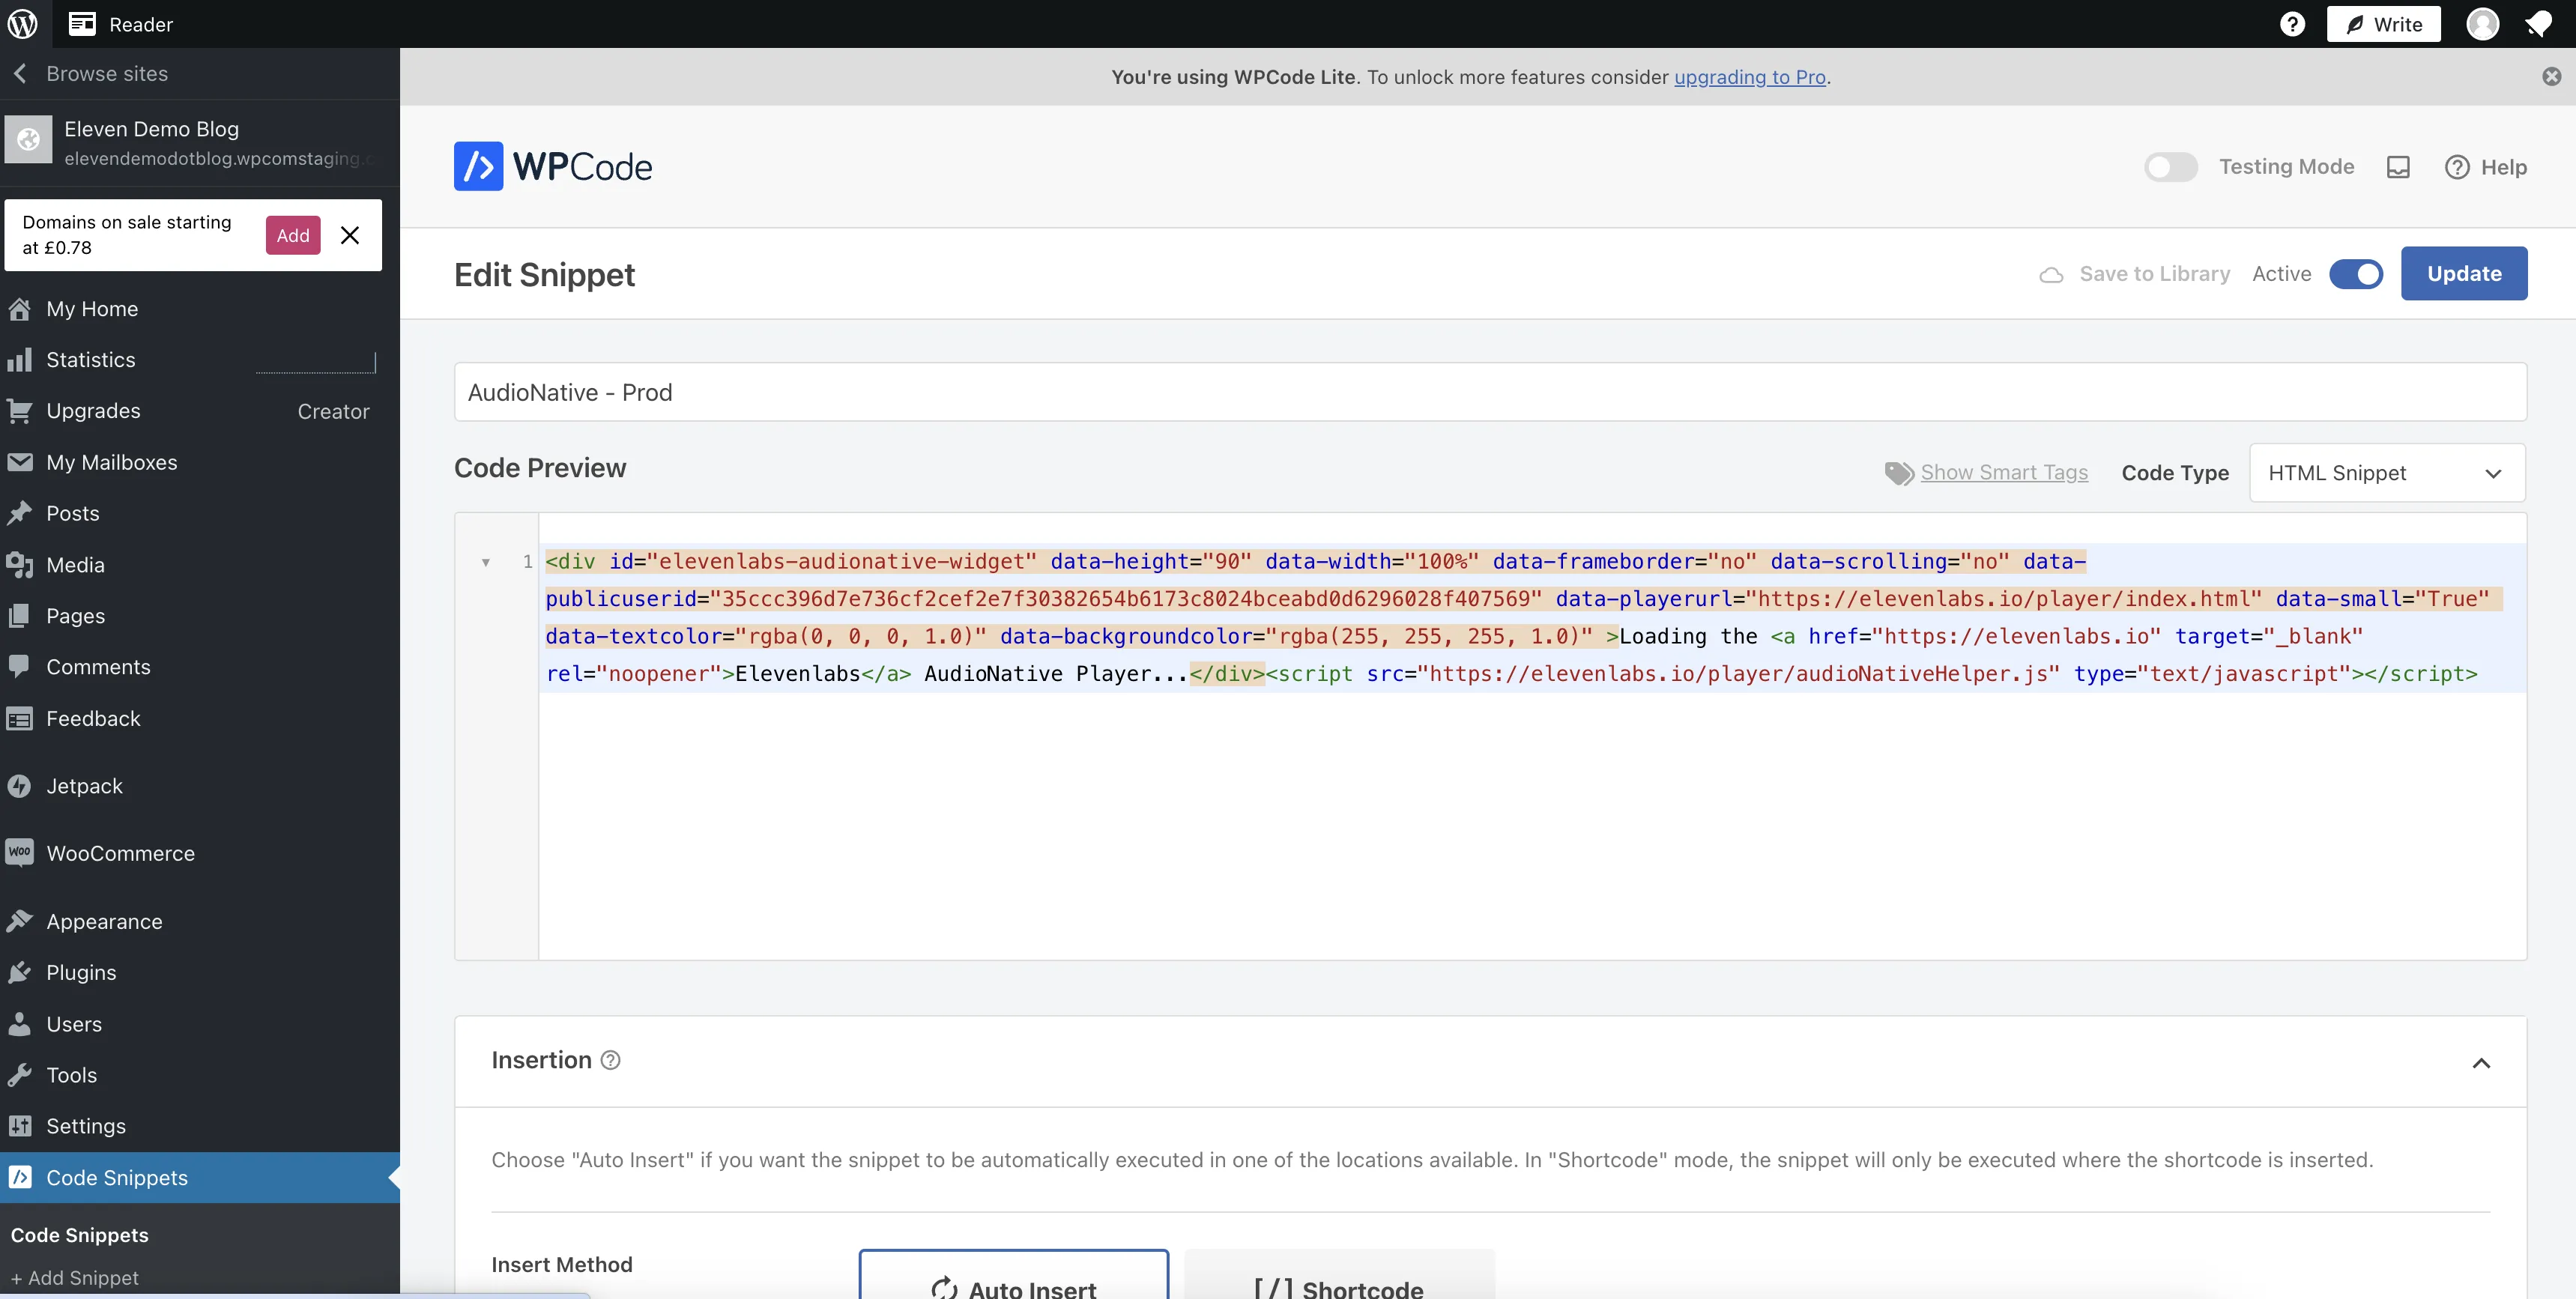 Reader
Write
Browse sites
You're using WPCode Lite. To unlock more features consider upgrading to Pro.
Eleven Demo Blog
elevendemodotblog.wpcomstaging.c
WPCode
Testing Mode
Help
Domains on sale starting
at £0.78
Add
Edit Snippet
Save to Library
Active
Update
My Home
Statistics
Upgrades
Creator
My Mailboxes
Posts
Media
Pages
Comments
Feedback
Jetpack
Woo
WooCommerce
Appearance
Plugins
Users
Tools
Settings
Code Snippets
Code Snippets
+ Add Snippet
AudioNative - Prod
Code Preview
Show Smart Tags
Code Type
HTML Snippet
1
<div id="elevenlabs-audionative-widget" data-height="90" data-width="100%" data-frameborder="no" data-scrolling="no" data-
publicuserid="35ccc396d7e736cf2cef2e7f30382654b6173c8024bceabd0d6296028f407569" data-playerurl="https://elevenlabs.io/player/index.html" data-small="True"
data-textcolor="rgba(0, 0, 0, 1.0)" data-backgroundcolor="rgba(255, 255, 255, 1.0)" >Loading the <a href="https://elevenlabs.io" target="_blank"
rel="noopener">Elevenlabs</a> AudioNative Player...</div><script src="https://elevenlabs.io/player/audioNativeHelper.js" type="text/javascript"></script>
Insertion
Choose "Auto Insert" if you want the snippet to be automatically executed in one of the locations available. In "Shortcode" mode, the snippet will only be executed where the shortcode is inserted.
Insert Method
Auto Insert
[/] Shortcode